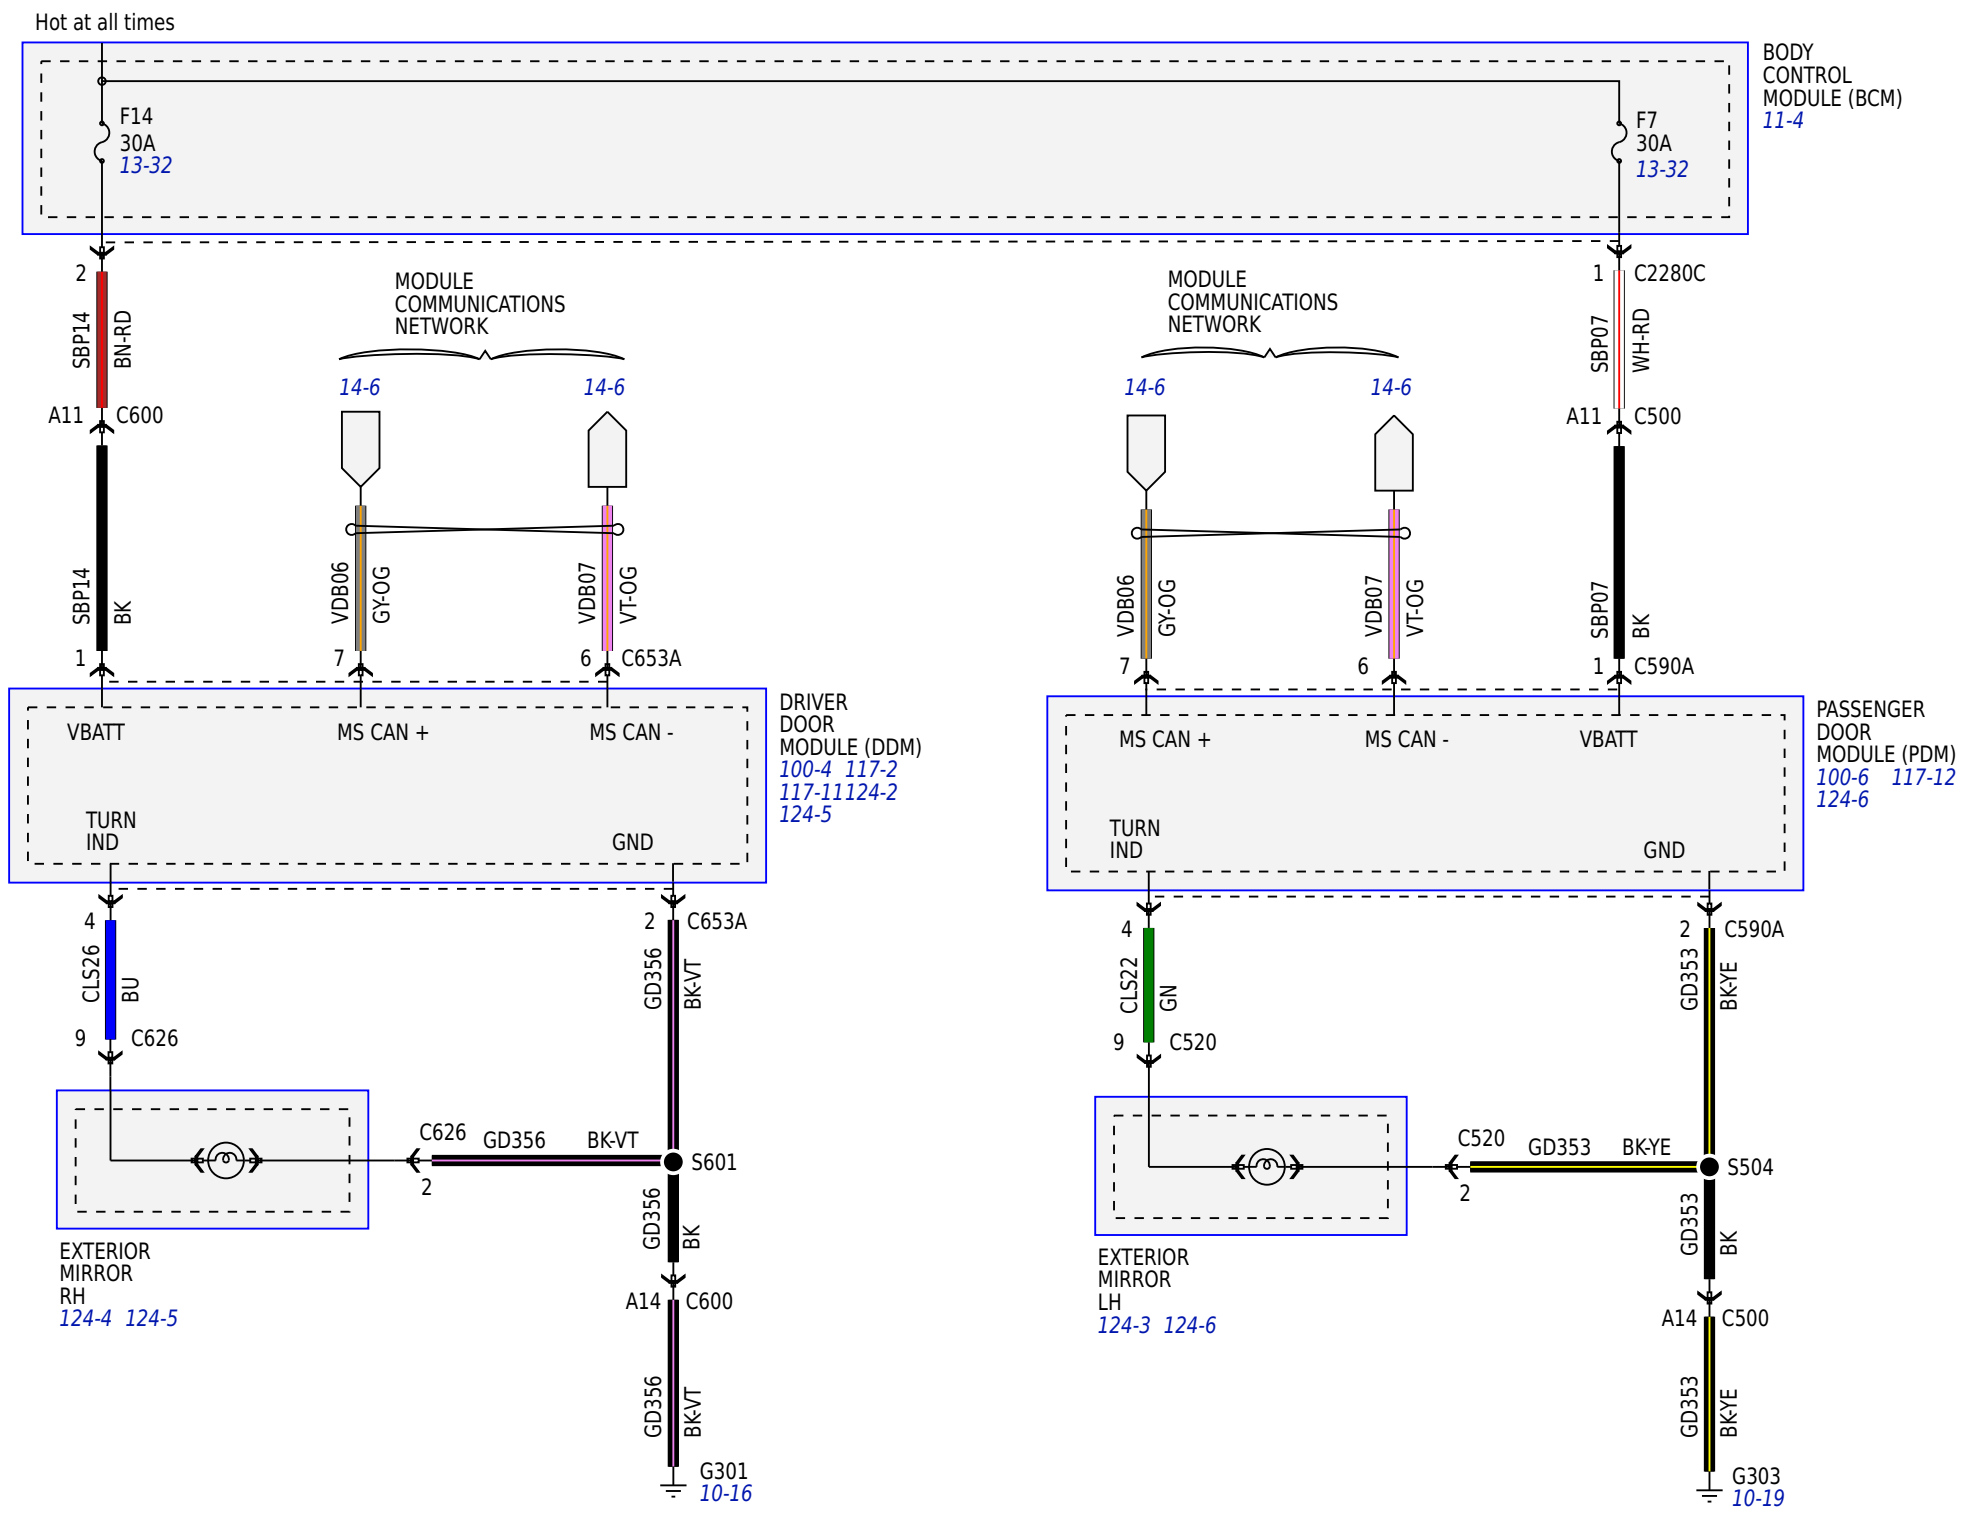 Hot at all times
BODY
CONTROL
MODULE (BCM)
11-4
F14
30A
13-32
F7
30A
13-32
2
SBP14
BN-RD
A11
C600
SBP14
BK
1
MODULE
COMMUNICATIONS
NETWORK
14-6
14-6
VDB06
GY-OG
7
VDB07
VT-OG
6
C653A
MODULE
COMMUNICATIONS
NETWORK
14-6
14-6
VDB06
GY-OG
7
VDB07
VT-OG
6
1
C2280C
SBP07
WH-RD
A11
C500
SBP07
BK
1
C590A
VBATT
MS CAN +
MS CAN -
TURN
IND
GND
DRIVER
DOOR
MODULE (DDM)
100-4 117-2
117-11124-2
124-5
MS CAN +
MS CAN -
VBATT
TURN
IND
GND
PASSENGER
DOOR
MODULE (PDM)
100-6 117-12
124-6
4
CLS26
BU
9
C626
2
C653A
GD356
BK-VT
C626
2
GD356
BK-VT
S601
GD356
BK
A14
C600
GD356
BK-VT
G301
10-16
EXTERIOR
MIRROR
RH
124-4 124-5
4
CLS22
GN
9
C520
2
C590A
GD353
BK-YE
C520
2
GD353
BK-YE
S504
GD353
BK
A14
C500
GD353
BK-YE
G303
10-19
EXTERIOR
MIRROR
LH
124-3 124-6